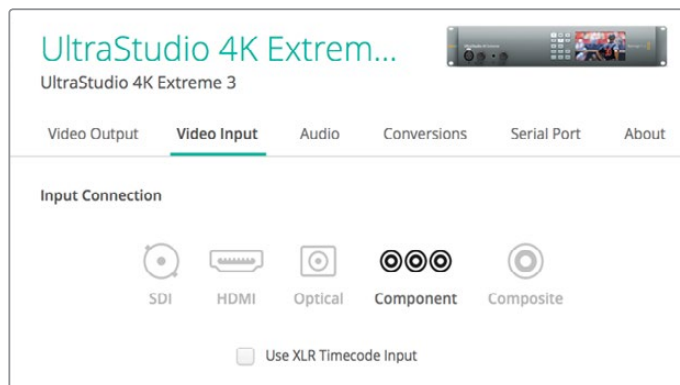 UltraStudio 4K Extrem...
UltraStudio 4K Extreme 3
Video Output Video Input Audio Conversions Serial Port About
Input Connection
SDI HDMI Optical Component Composite
Use XLR Timecode Input